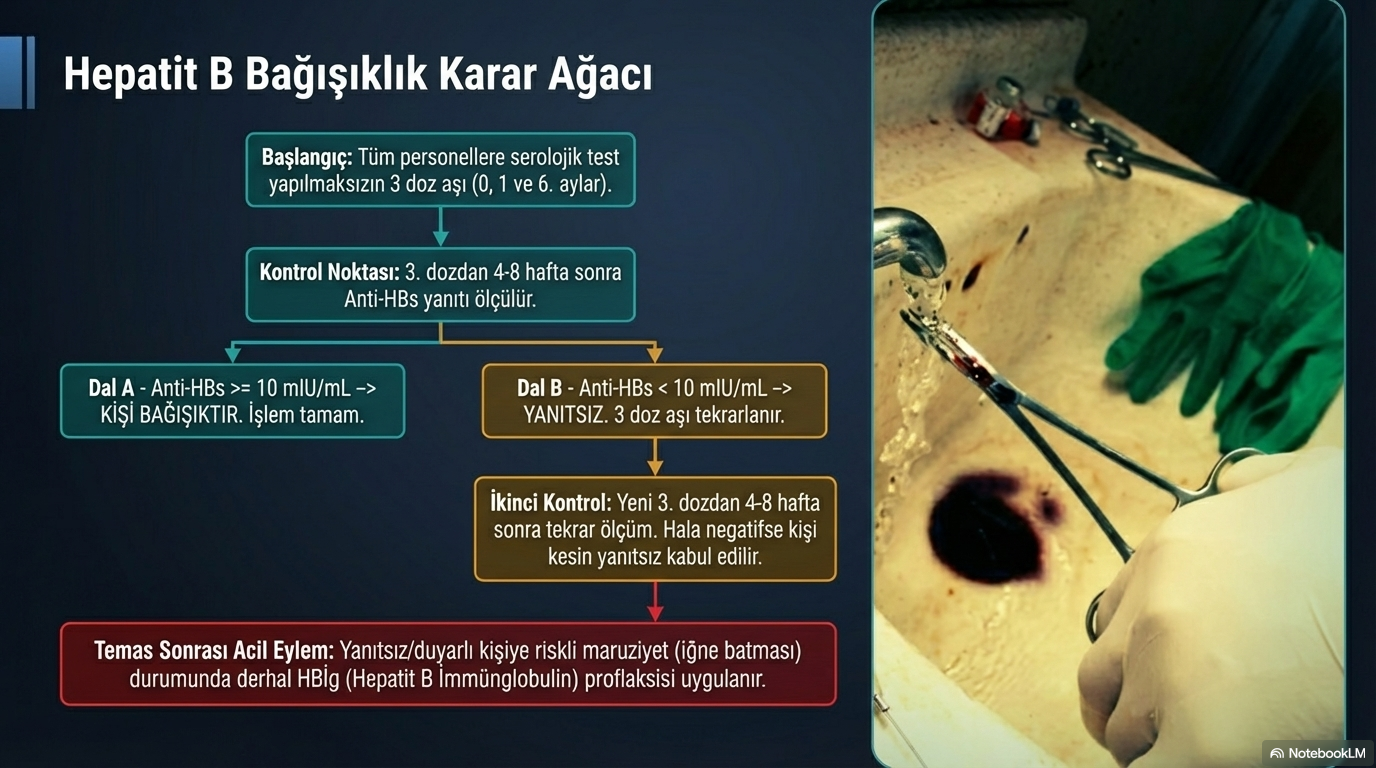 Hepatit B Bağışıklık Karar Ağacı
Başlangıç: Tüm personellere serolojik test
yapılmaksızın 3 doz aşı (0, 1 ve 6. aylar).
Kontrol Noktası: 3. dozdan 4-8 hafta sonra
Anti-HBs yanıtı ölçülür.
Dal A - Anti-HBs >= 10 mIU/mL –>
KİŞİ BAĞIŞIKTIR. İşlem tamam.
Dal B - Anti-HBs < 10 mIU/mL –>
YANITSIZ. 3 doz aşı tekrarlanır.
İkinci Kontrol: Yeni 3. dozdan 4-8 hafta
sonra tekrar ölçüm. Hala negatifse kişi
kesin yanıtsız kabul edilir.
Temas Sonrası Acil Eylem: Yanıtsız/duyarlı kişiye riskli maruziyet (iğne batması)
durumunda derhal HBİg (Hepatit B İmmünglobulin) proflaksisi uygulanır.
NotebookLM